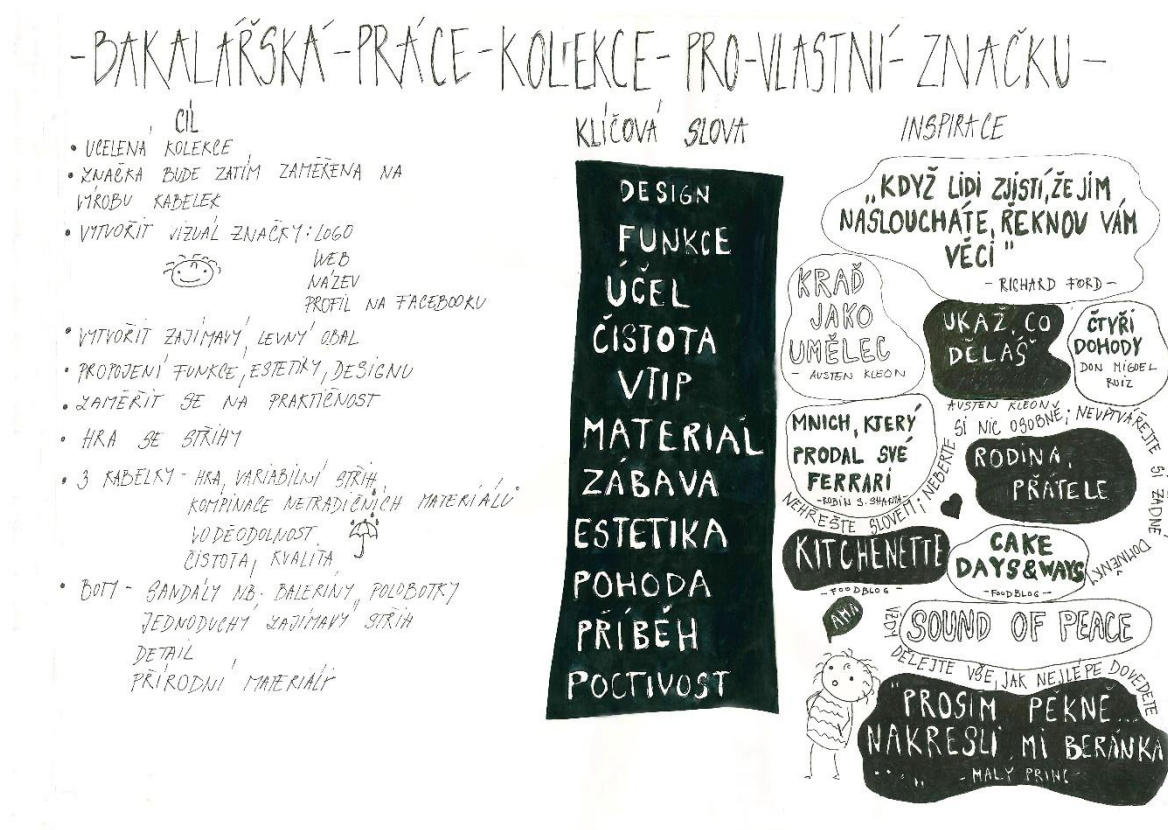 -BAKALÁŘSKÁ-PRÁCE-KOLEKCE-PRO-VLASTNÍ-ZNAČKU-
CÍL
• UCELENÁ KOLEKCE
• ZNAČKA BUDE ZATÍM ZAMĚŘENA NA
VÝROBU KABELEK
• VYTVOŘIT VIZUÁL ZNAČKY: LOGO
WEB
NÁZEV
PROFIL NA FACEBOOKU
• VYTVOŘIT ZAJÍMAVÝ, LEVNÝ OBAL
• PROPOJENÍ FUNKCE, ESTETIKY, DESIGNU
• ZAMĚŘIT SE NA PRAKTIČNOST
• HRA SE STŘIHY
• 3 KABELKY - HRA, VARIABILNÍ STŘIH,
KOMBINACE NETRADIČNÍCH MATERIÁLŮ
VODĚODOLNOST
ČISTOTA, KVALITA
• BOTY - SANDÁLY NB. BALERÍNY, POLOBOTKY
JEDNODUCHÝ ZAJÍMAVÝ STŘIH
DETAIL
PŘÍRODNÍ MATERIÁLY
KLÍČOVÁ SLOVA
DESIGN
FUNKCE
ÚČEL
ČISTOTA
VTIP
MATERIAL
ZÁBAVA
ESTETIKA
POHODA
PŘÍBĚH
POCTIVOST
INSPIRACE
„KDYŽ LIDI ZJISTÍ, ŽE JIM
NASLOUCHÁTE, ŘEKNOU VÁM
VĚCI"
- RICHARD FORD -
KRAĎ
JAKO
UMĚLEC
- AUSTEN KLEON
UKAŽ, CO
DĚLÁŠ
AUSTEN KLEON
ČTYŘI
DOHODY
DON MIGUEL
RUIZ
MNICH, KTERÝ
PRODAL SVÉ
FERRARI
-ROBIN S. SHARMA-
NEHŘEŠTE SLOVEM; NEBERTE SI NIC OSOBNĚ; NEVYTVÁŘEJTE SI ŽÁDNÉ DOMNĚNKY
RODINA,
PŘÁTELÉ
KITCHENETTE
- FOODBLOG -
CAKE
DAYS&WAYS
- FOODBLOG -
AHA
SOUND OF PEACE
VŽDY DĚLEJTE VŠE, JAK NEJLÉPE DOVEDETE
"PROSÍM PĚKNĚ...
NAKRESLI MI BERÁNKA
...„ - MALÝ PRINC -